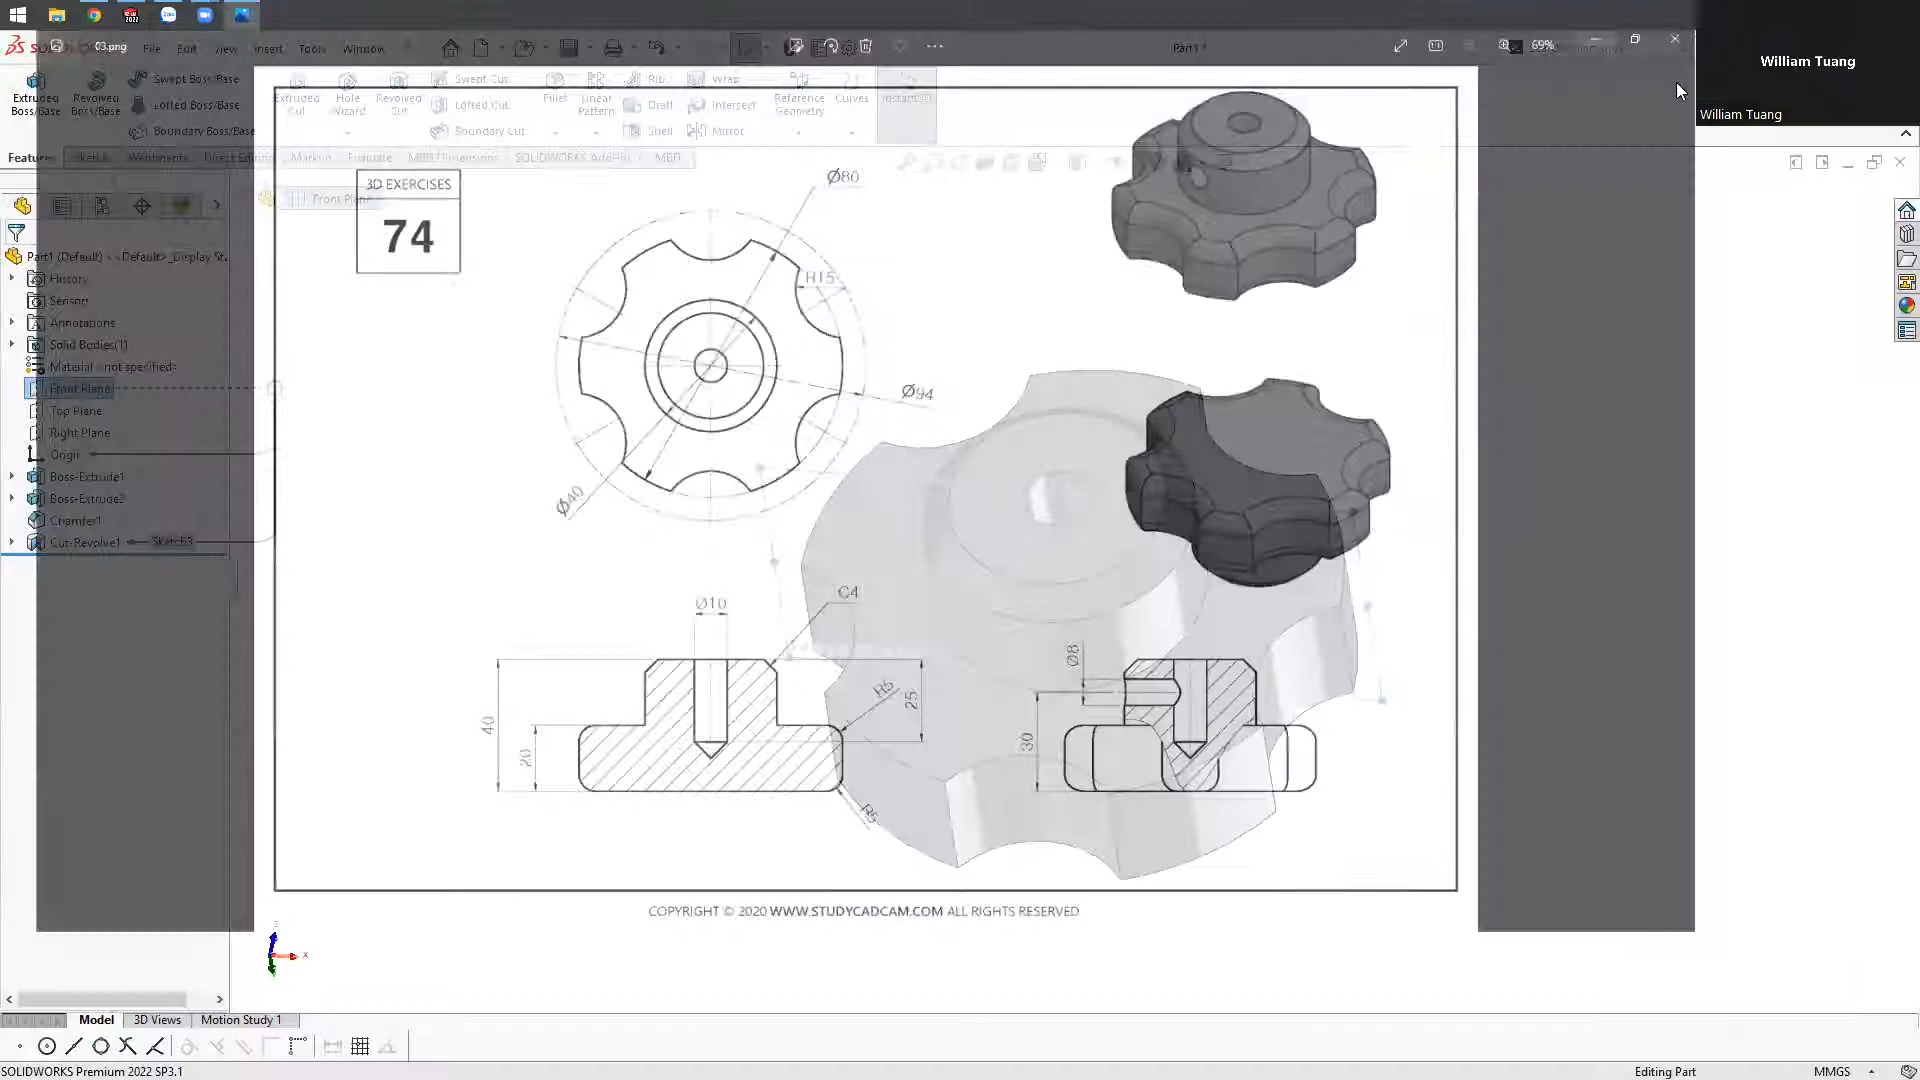 03.png
File Edit View Insert Tools Window
Part1 *
69%
William Tuang
William Tuang
Extruded Boss/Base
Revolved Boss/Base
Swept Boss/Base
Lofted Boss/Base
Boundary Boss/Base
Extruded Cut
Hole Wizard
Revolved Cut
Swept Cut
Lofted Cut
Boundary Cut
Fillet
Linear Pattern
Rib
Draft
Shell
Wrap
Intersect
Mirror
Reference Geometry
Curves
Instant3D
Features Sketch Weldments Direct Editing Markup Evaluate MBD Dimensions SOLIDWORKS Add-Ins MBD
Front Plane
3D EXERCISES
74
Part1 (Default) <<Default>_Display St
History
Sensors
Annotations
Solid Bodies(1)
Material <not specified>
Front Plane
Top Plane
Right Plane
Origin
Boss-Extrude1
Boss-Extrude2
Chamfer1
Cut-Revolve1
Sketch3
Ø80
R15
Ø94
Ø40
Ø10
C4
R5
25
40
20
R5
Ø8
30
COPYRIGHT © 2020 WWW.STUDYCADCAM.COM ALL RIGHTS RESERVED
Z
X
Model 3D Views Motion Study 1
SOLIDWORKS Premium 2022 SP3.1
Editing Part
MMGS